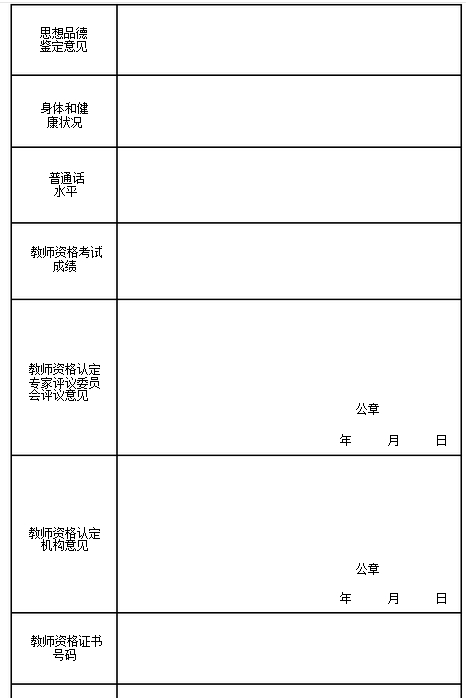 思想品德
鉴定意见
身体和健
康状况
普通话
水平
教师资格考试
成绩
教师资格认定
专家评议委员
会评议意见
公章
年 月 日
教师资格认定
机构意见
公章
年 月 日
教师资格证书
号码